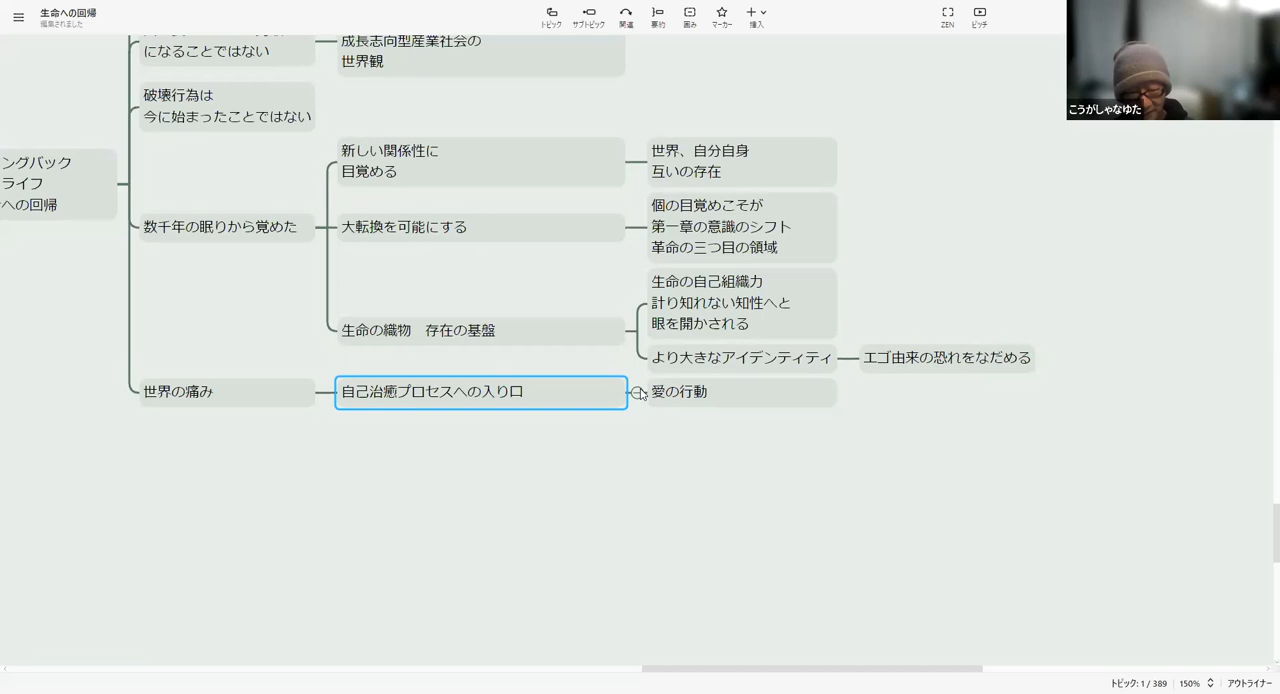 生命への回帰
編集されました
トピック
サブトピック
関連
要約
囲み
マーカー
挿入
ZEN
ピッチ
こうがしゃなゆた
になることではない
成長志向型産業社会の
世界観
破壊行為は
今に始まったことではない
ングバック
ライフ
への回帰
数千年の眠りから覚めた
新しい関係性に
目覚める
世界、自分自身
互いの存在
大転換を可能にする
個の目覚めこそが
第一章の意識のシフト
革命の三つ目の領域
生命の織物 存在の基盤
生命の自己組織力
計り知れない知性へと
眼を開かされる
より大きなアイデンティティ
エゴ由来の恐れをなだめる
世界の痛み
自己治癒プロセスへの入り口
愛の行動
トピック: 1 / 389
150%
アウトライナー